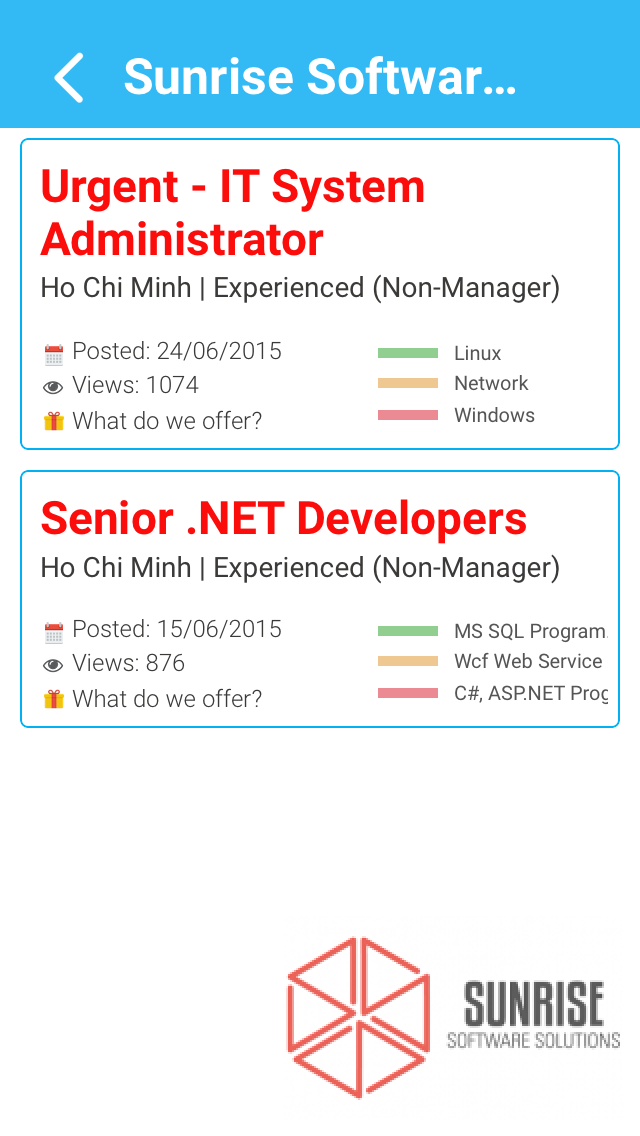 Sunrise Softwar...
Urgent - IT System
Administrator
Ho Chi Minh | Experienced (Non-Manager)
Posted: 24/06/2015
Linux
Views: 1074
Network
What do we offer?
Windows
Senior .NET Developers
Ho Chi Minh | Experienced (Non-Manager)
Posted: 15/06/2015
MS SQL Program
Views: 876
Wcf Web Service
What do we offer?
C#, ASP.NET Prog
SUNRISE
SOFTWARE SOLUTIONS